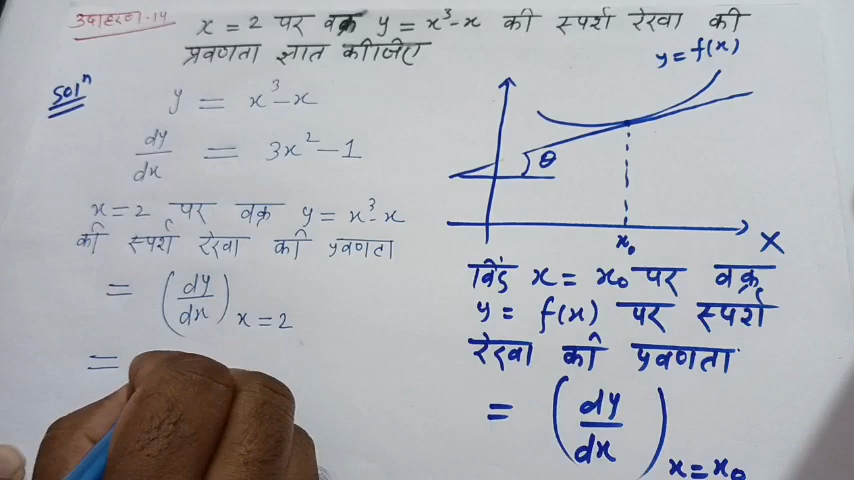 उदाहरण-14
x = 2 पर वक्र y = x³-x की स्पर्श रेखा की
प्रवणता ज्ञात कीजिए
Solⁿ
y = x³-x
dy/dx = 3x² - 1
x=2 पर वक्र y = x³-x
की स्पर्श रेखा की प्रवणता
= (dy/dx) x=2
=
y=f(x)
θ
x₀
X
बिंदु x = x₀ पर वक्र
y = f(x) पर स्पर्श
रेखा की प्रवणता
= (dy/dx) x=x₀